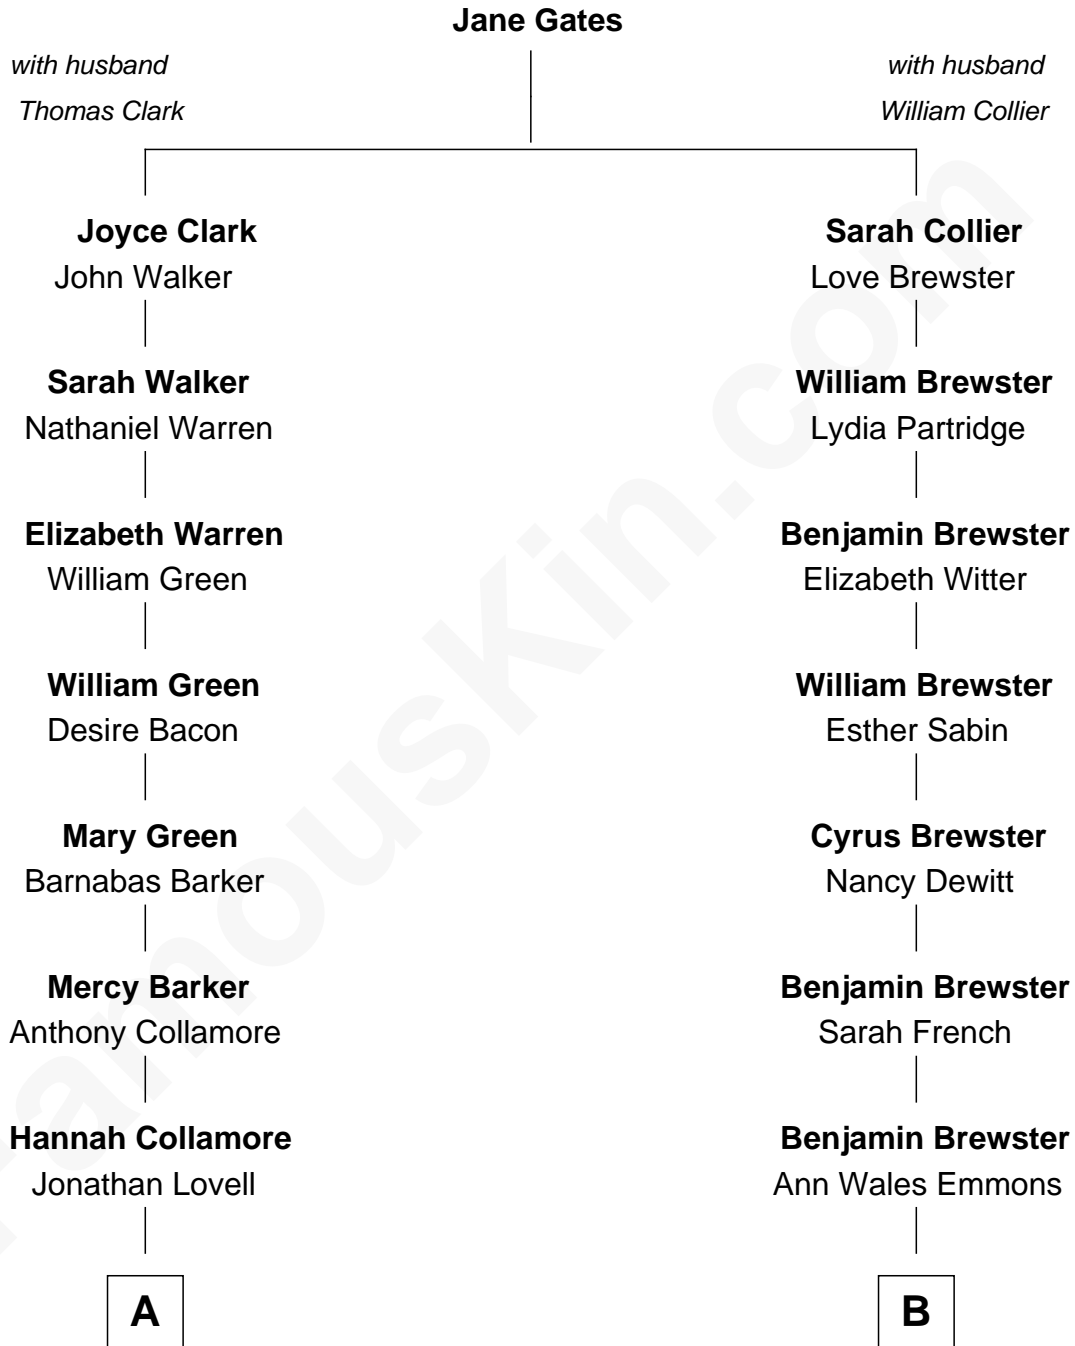 Jane Gates
with husband
Thomas Clark
with husband
William Collier
Joyce Clark
John Walker
Sarah Collier
Love Brewster
Sarah Walker
Nathaniel Warren
William Brewster
Lydia Partridge
Elizabeth Warren
William Green
Benjamin Brewster
Elizabeth Witter
William Green
Desire Bacon
William Brewster
Esther Sabin
Mary Green
Barnabas Barker
Cyrus Brewster
Nancy Dewitt
Mercy Barker
Anthony Collamore
Benjamin Brewster
Sarah French
Hannah Collamore
Jonathan Lovell
Benjamin Brewster
Ann Wales Emmons
A
B
FamousKin.com